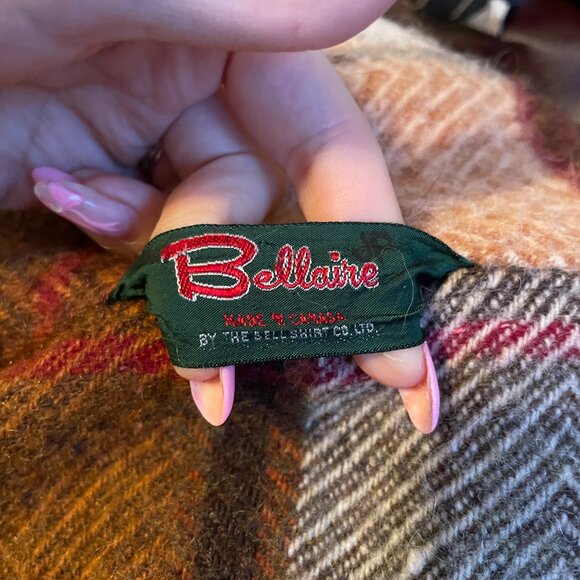 Bellaire
MADE IN CANADA
BY THE BELL SHIRT CO. LTD.